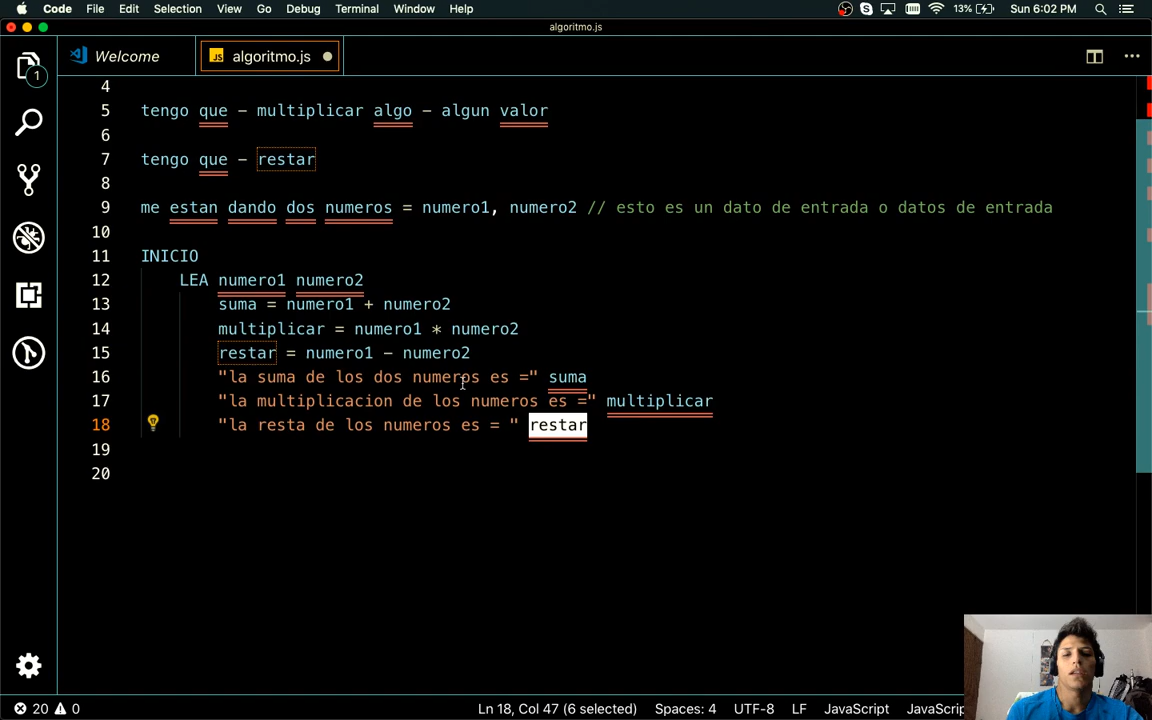 Code File Edit Selection View Go Debug Terminal Window Help 13% Sun 6:02 PM
algoritmo.js
Welcome JS algoritmo.js
1
4
5 tengo que - multiplicar algo - algun valor
6
7 tengo que - restar
8
9 me estan dando dos numeros = numero1, numero2 // esto es un dato de entrada o datos de entrada
10
11 INICIO
12 LEA numero1 numero2
13 suma = numero1 + numero2
14 multiplicar = numero1 * numero2
15 restar = numero1 - numero2
16 "la suma de los dos numeros es =" suma
17 "la multiplicacion de los numeros es =" multiplicar
18 "la resta de los numeros es = " restar
19
20
20 0 Ln 18, Col 47 (6 selected) Spaces: 4 UTF-8 LF JavaScript JavaSc